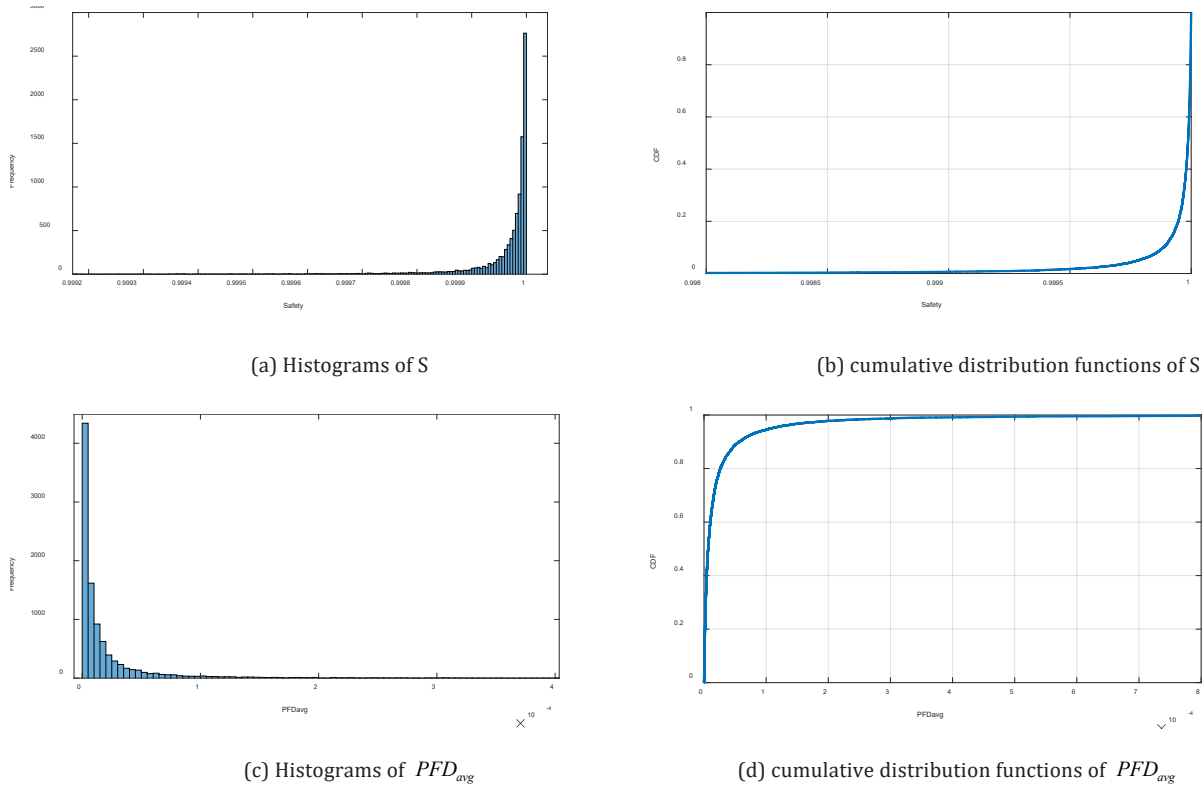 3000
2500
2000
1500
1000
500
0
Frequency
0.9992 0.9993 0.9994 0.9995 0.9996 0.9997 0.9998 0.9999 1
Safety
(a) Histograms of S
0.8
0.6
0.4
0.2
0
CDF
0.998 0.9985 0.999 0.9995 1
Safety
(b) cumulative distribution functions of S
4000
3000
2000
1000
0
Frequency
0 1 2 3 4
PFDavg
× 10 -4
(c) Histograms of PFDavg
1
0.8
0.6
0.4
0.2
0
CDF
0 1 2 3 4 5 6 7 8
PFDavg
10 -4
(d) cumulative distribution functions of PFDavg